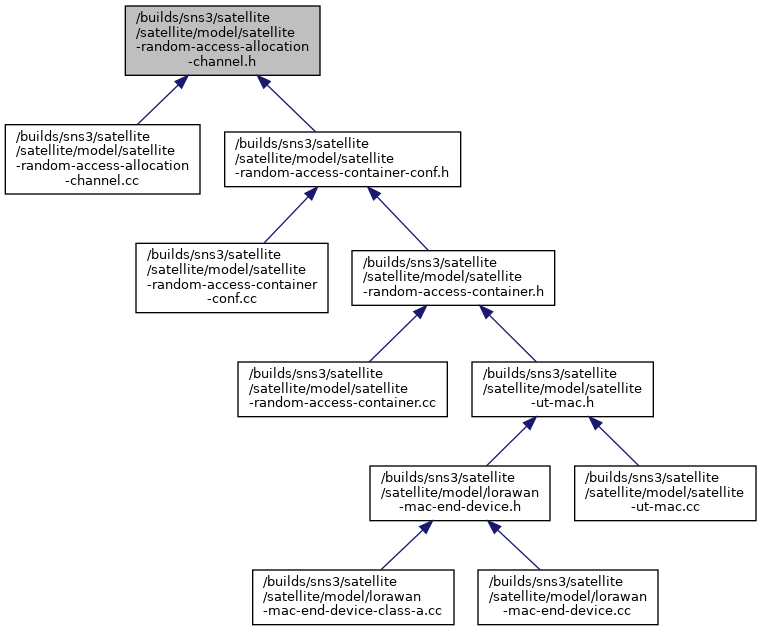 /builds/sns3/satellite
/satellite/model/satellite
-random-access-allocation
-channel.h
/builds/sns3/satellite
/satellite/model/satellite
-random-access-allocation
-channel.cc
/builds/sns3/satellite
/satellite/model/satellite
-random-access-container-conf.h
/builds/sns3/satellite
/satellite/model/satellite
-random-access-container
-conf.cc
/builds/sns3/satellite
/satellite/model/satellite
-random-access-container.h
/builds/sns3/satellite
/satellite/model/satellite
-random-access-container.cc
/builds/sns3/satellite
/satellite/model/satellite
-ut-mac.h
/builds/sns3/satellite
/satellite/model/lorawan
-mac-end-device.h
/builds/sns3/satellite
/satellite/model/satellite
-ut-mac.cc
/builds/sns3/satellite
/satellite/model/lorawan
-mac-end-device-class-a.cc
/builds/sns3/satellite
/satellite/model/lorawan
-mac-end-device.cc